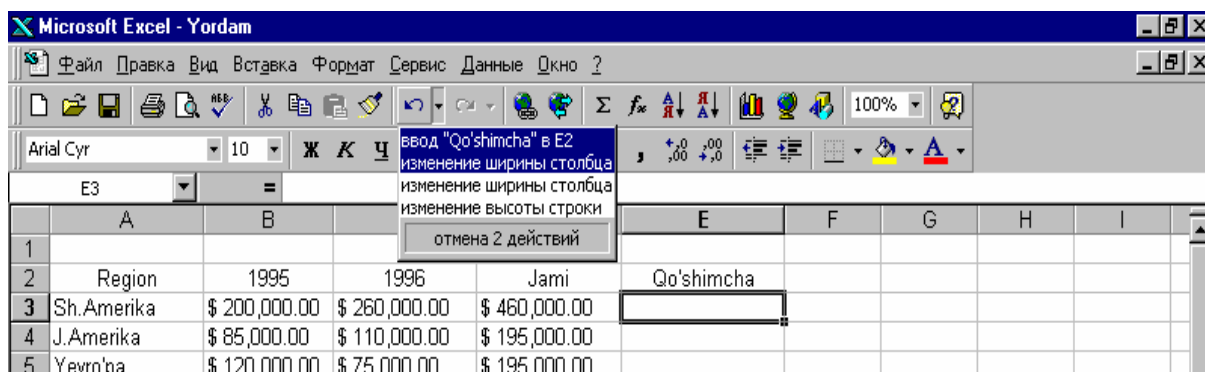 Microsoft Excel - Yordam
Файл Правка Вид Вставка Формат Сервис Данные Окно ?
100%
Arial Cyr 10 Ж К Ч
E3 =
ввод "Qo'shimcha" в E2
изменение ширины столбца
изменение ширины столбца
изменение высоты строки
отмена 2 действий
A B E F G H I
1
2 Region 1995 1996 Jami Qo'shimcha
3 Sh.Amerika $ 200,000.00 $ 260,000.00 $ 460,000.00
4 J.Amerika $ 85,000.00 $ 110,000.00 $ 195,000.00
5 Yevro'pa $ 120,000.00 $ 75,000.00 $ 195,000.00